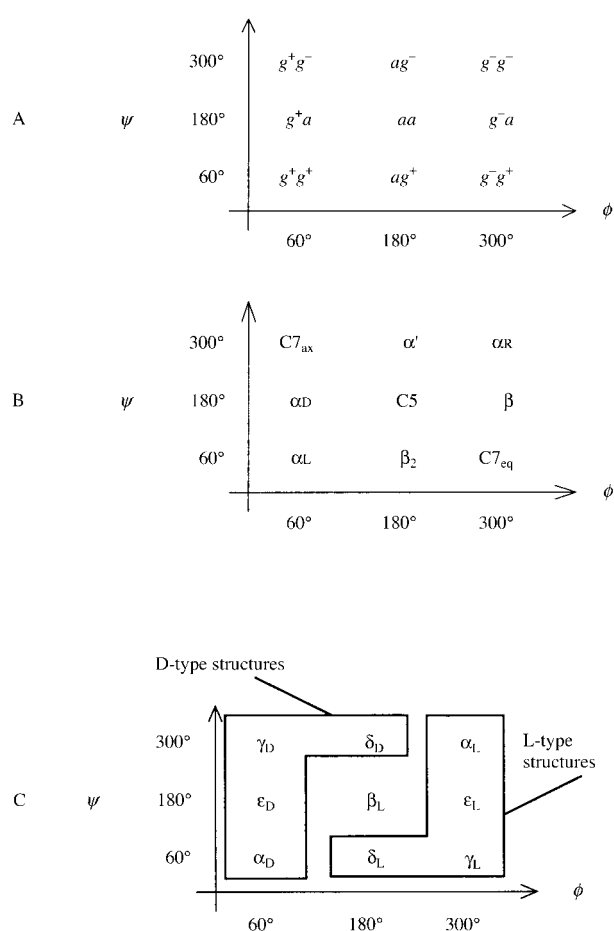 300° g⁺g⁻ ag⁻ g⁻g⁻
A ψ 180° g⁺a aa g⁻a
60° g⁺g⁺ ag⁺ g⁻g⁺
ϕ
60° 180° 300°
300° C7ax α' αR
B ψ 180° αD C5 β
60° αL β₂ C7eq
ϕ
60° 180° 300°
D-type structures
L-type
structures
300° γD δD αL
C ψ 180° εD βL εL
60° αD δL γL
ϕ
60° 180° 300°